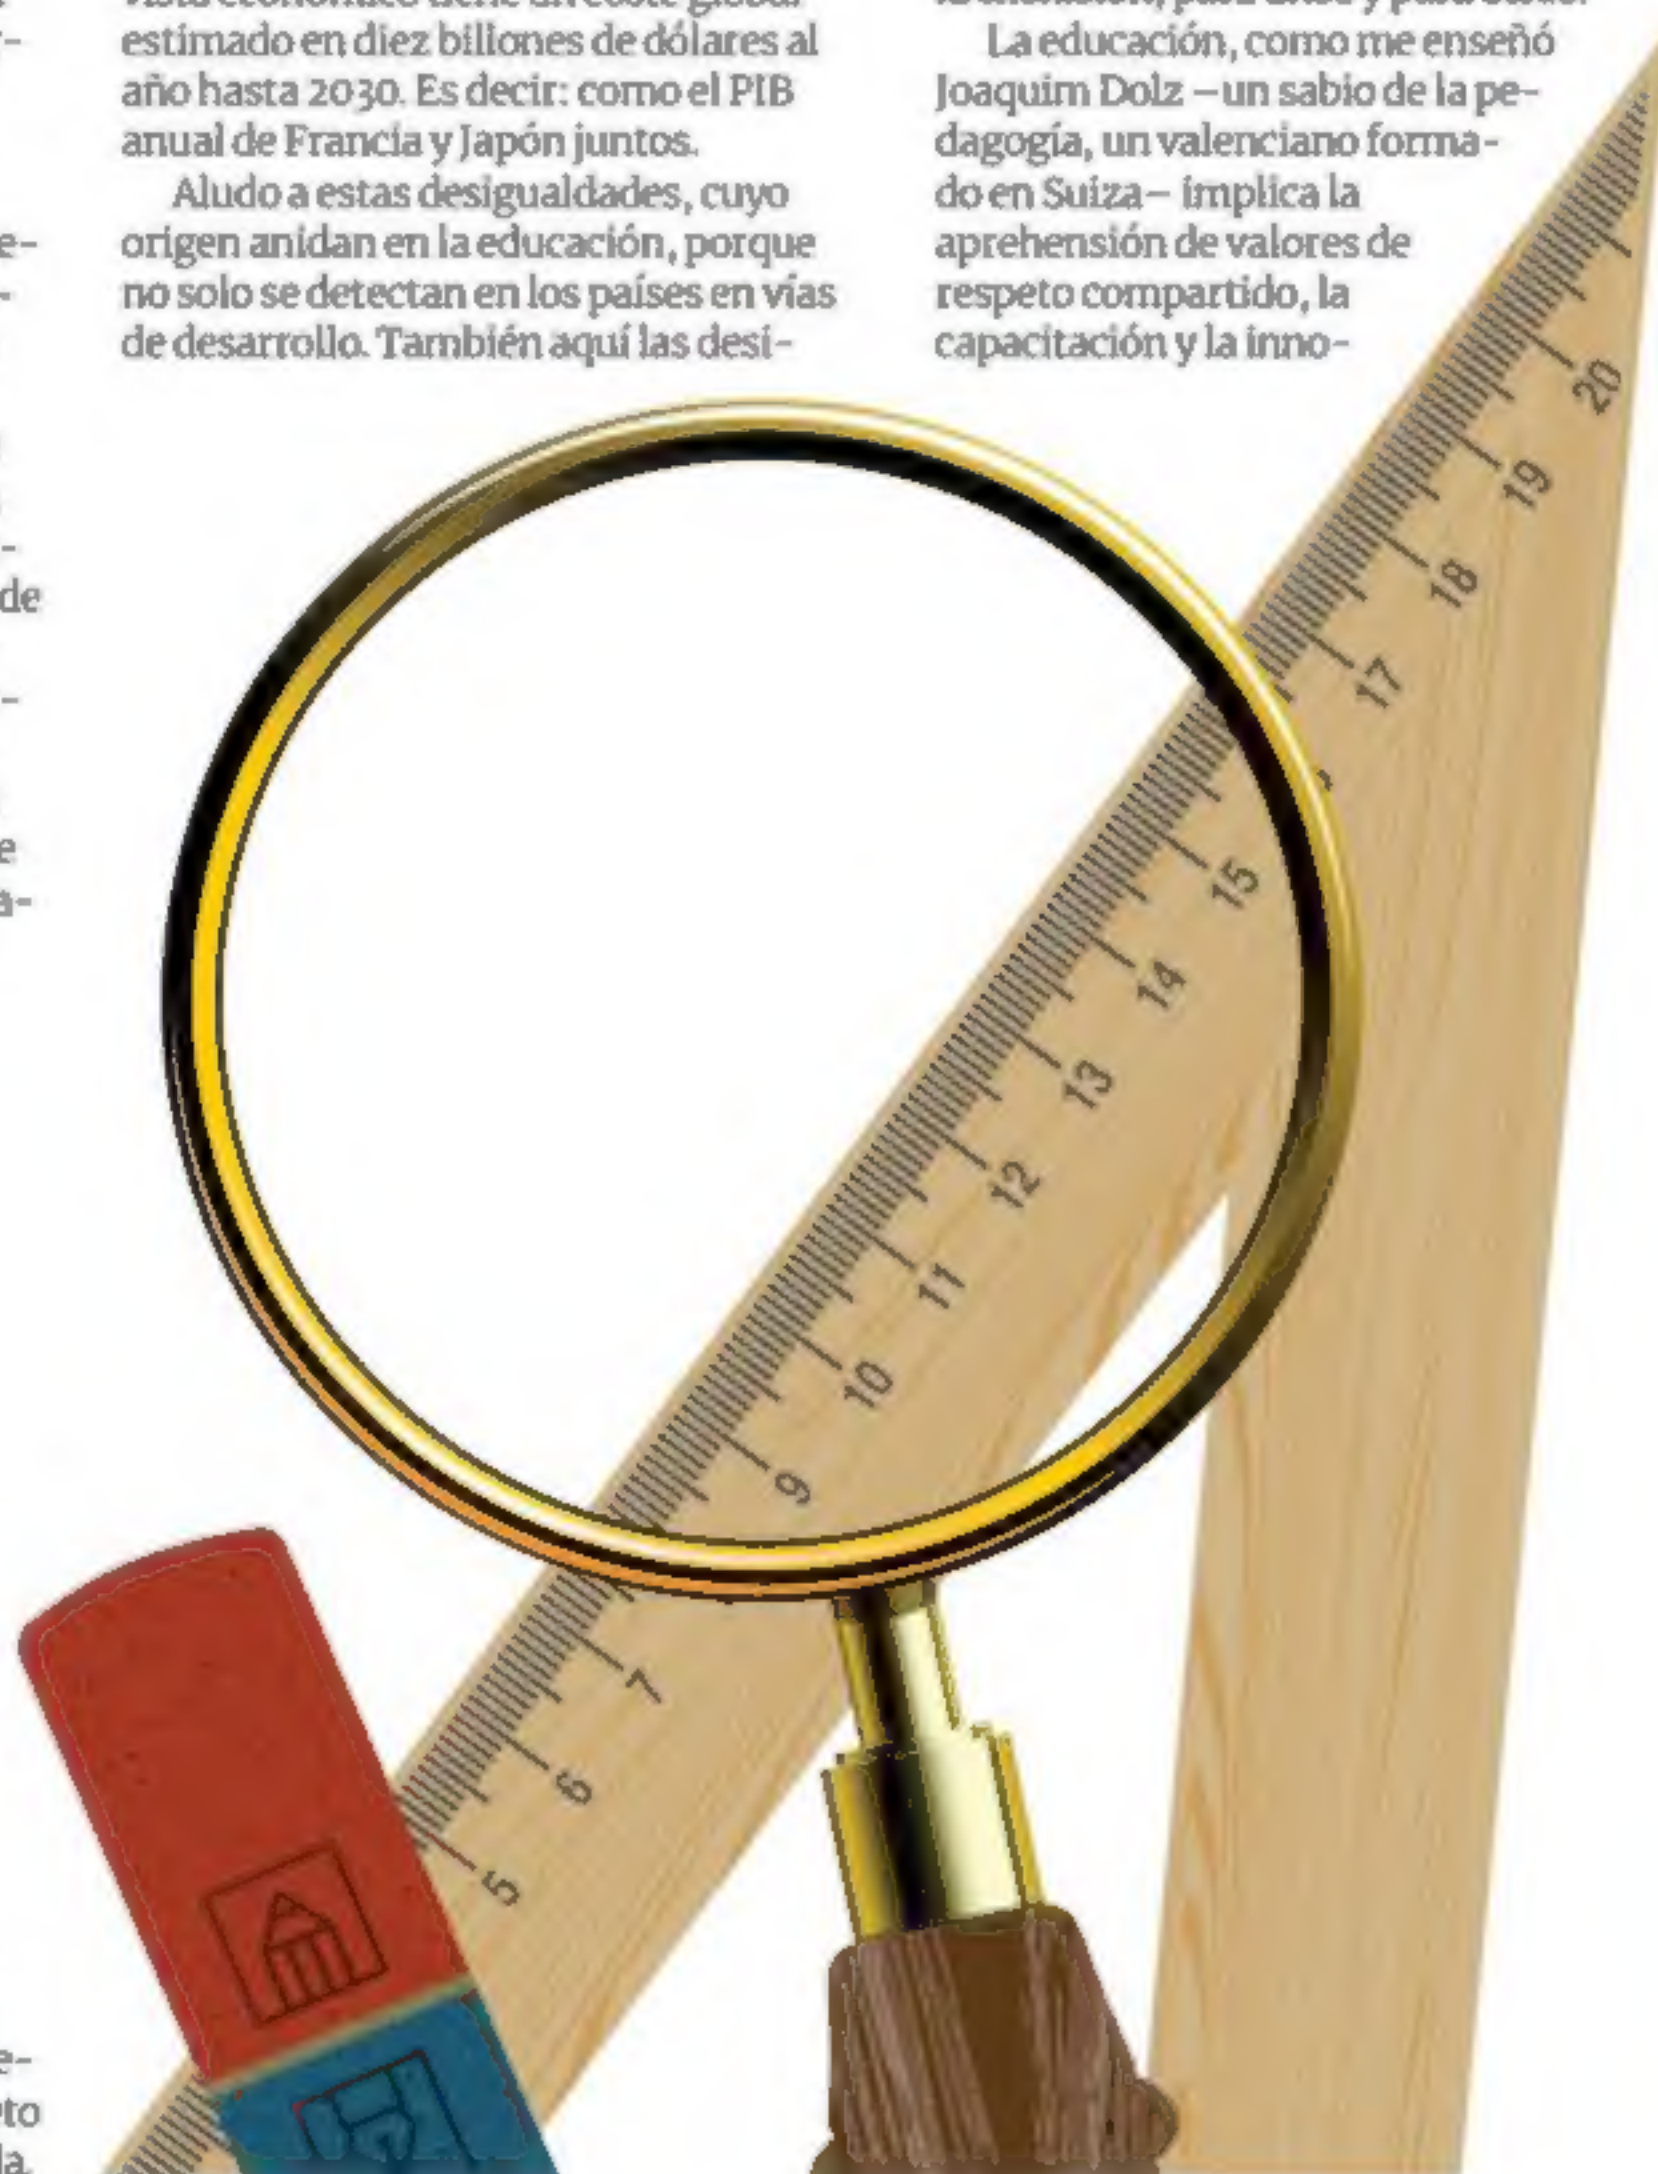 estimado en diez billones de dólares al
año hasta 2030. Es decir: como el PIB
anual de Francia y Japón juntos.
Aludo a estas desigualdades, cuyo
origen anidan en la educación, porque
no solo se detectan en los países en vías
de desarrollo. También aquí las desi-
La educación, como me enseñó
Joaquim Dolz –un sabio de la pe-
dagogía, un valenciano forma-
do en Suiza– implica la
aprehensión de valores de
respeto compartido, la
capacitación y la inno-
de
20
19
18
17
15
14
13
12
11
10
9
7
6
5